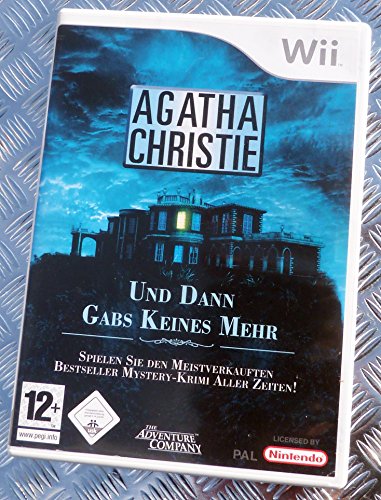 Wii
AGATHA
CHRISTIE
UND DANN
GABS KEINES MEHR
SPIELEN SIE DEN MEISTVERKAUFTEN
BESTSELLER MYSTERY-KRIMI ALLER ZEITEN!
12+
www.pegi.info
THE
ADVENTURE
COMPANY
LICENSED BY
PAL Nintendo